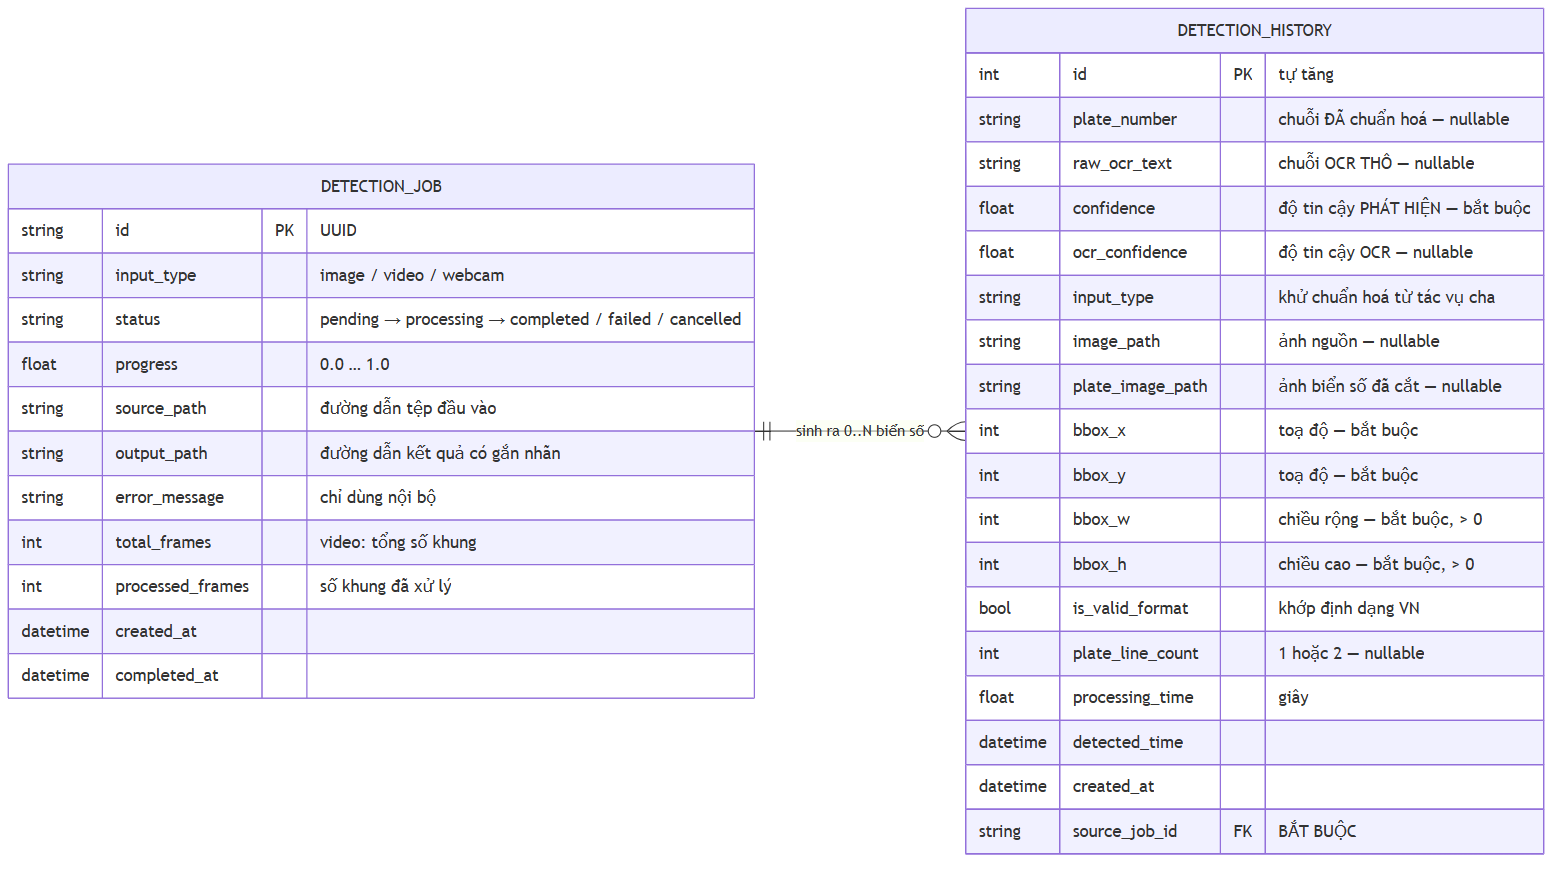 DETECTION_JOB
string id PK UUID
string input_type image / video / webcam
string status pending → processing → completed / failed / cancelled
float progress 0.0 … 1.0
string source_path đường dẫn tệp đầu vào
string output_path đường dẫn kết quả có gắn nhãn
string error_message chỉ dùng nội bộ
int total_frames video: tổng số khung
int processed_frames số khung đã xử lý
datetime created_at
datetime completed_at
sinh ra 0..N biển số
DETECTION_HISTORY
int id PK tự tăng
string plate_number chuỗi ĐÃ chuẩn hoá — nullable
string raw_ocr_text chuỗi OCR THÔ — nullable
float confidence độ tin cậy PHÁT HIỆN — bắt buộc
float ocr_confidence độ tin cậy OCR — nullable
string input_type khử chuẩn hoá từ tác vụ cha
string image_path ảnh nguồn — nullable
string plate_image_path ảnh biển số đã cắt — nullable
int bbox_x toạ độ — bắt buộc
int bbox_y toạ độ — bắt buộc
int bbox_w chiều rộng — bắt buộc, > 0
int bbox_h chiều cao — bắt buộc, > 0
bool is_valid_format khớp định dạng VN
int plate_line_count 1 hoặc 2 — nullable
float processing_time giây
datetime detected_time
datetime created_at
string source_job_id FK BẮT BUỘC